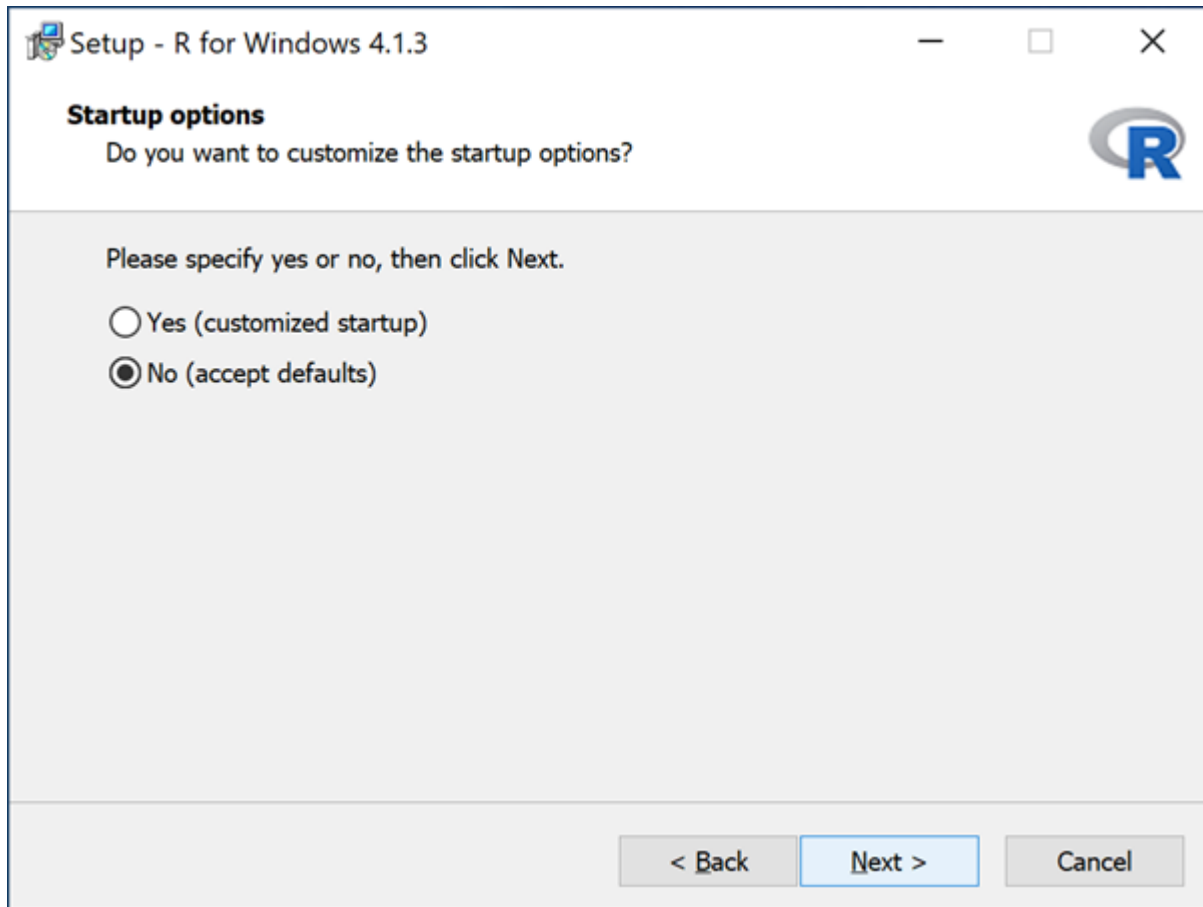 Setup - R for Windows 4.1.3
Startup options
Do you want to customize the startup options?
R
Please specify yes or no, then click Next.
Yes (customized startup)
No (accept defaults)
< Back Next > Cancel